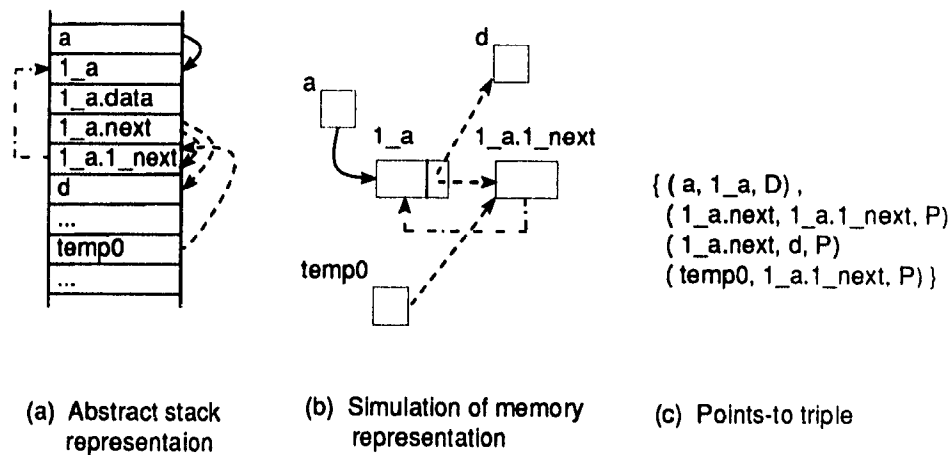 a
1_a
1_a.data
1_a.next
1_a.1_next
d
...
temp0
...
d
a
1_a
1_a.1_next
temp0
{ ( a, 1_a, D) ,
( 1_a.next, 1_a.1_next, P)
( 1_a.next, d, P)
( temp0, 1_a.1_next, P) }
(a) Abstract stack
representaion
(b) Simulation of memory
representation
(c) Points-to triple